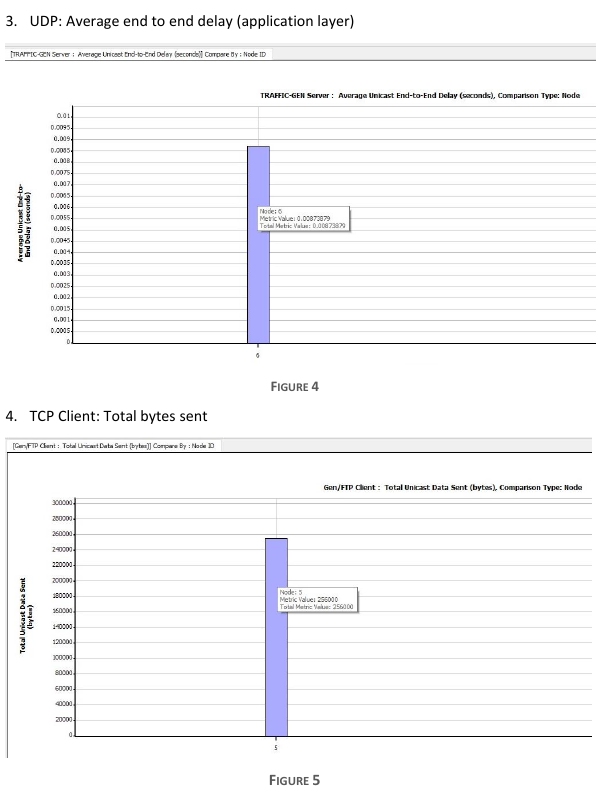 3. UDP: Average end to end delay (application layer)
[TRAFFIC-GEN Server : Average Unicast End-to-End Delay (seconds)] Compare By : Node ID
TRAFFIC-GEN Server : Average Unicast End-to-End Delay (seconds), Comparison Type: Node
Average Unicast End-to-
End Delay (seconds)
0.01
0.0095
0.009
0.0085
0.008
0.0075
0.007
0.0065
0.006
0.0055
0.005
0.0045
0.004
0.0035
0.003
0.0025
0.002
0.0015
0.001
0.0005
0
Node: 6
Metric Value: 0.00873879
Total Metric Value: 0.00873879
6
FIGURE 4
4. TCP Client: Total bytes sent
[Gen/FTP Client : Total Unicast Data Sent (bytes)] Compare By : Node ID
Gen/FTP Client : Total Unicast Data Sent (bytes), Comparison Type: Node
Total Unicast Data Sent
(bytes)
300000
280000
260000
240000
220000
200000
180000
160000
140000
120000
100000
80000
60000
40000
20000
0
Node: 5
Metric Value: 256000
Total Metric Value: 256000
5
FIGURE 5